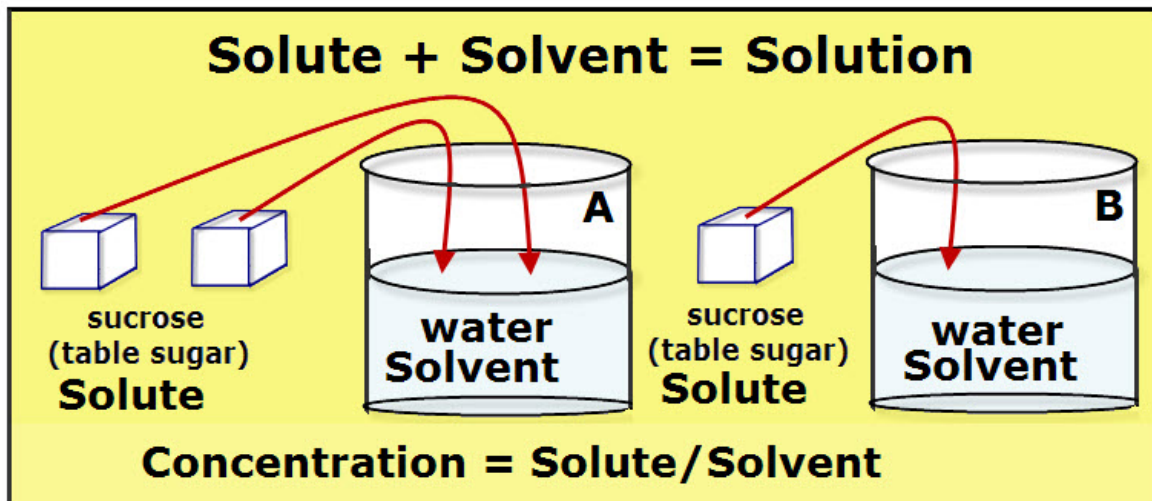 Solute + Solvent = Solution
A
B
sucrose
(table sugar)
Solute
water
Solvent
sucrose
(table sugar)
Solute
water
Solvent
Concentration = Solute/Solvent